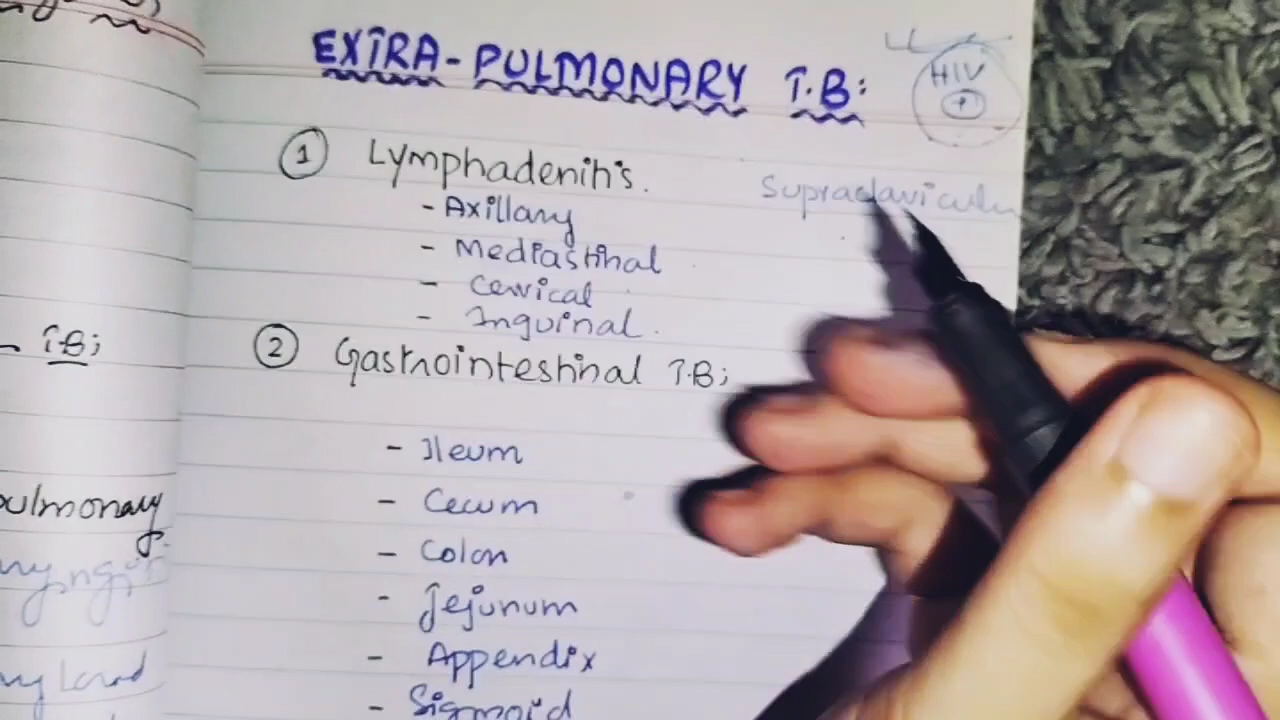 EXTRA-PULMONARY T.B:
HIV
+
① Lymphadenitis.
Supraclavicular
- Axillary
- Mediastinal
- Cervical
- Inguinal.
T.B;
② Gastrointestinal T.B;
- Ileum
- Cecum
pulmonary
- Colon
- Jejunum
- Appendix
- Sigmoid